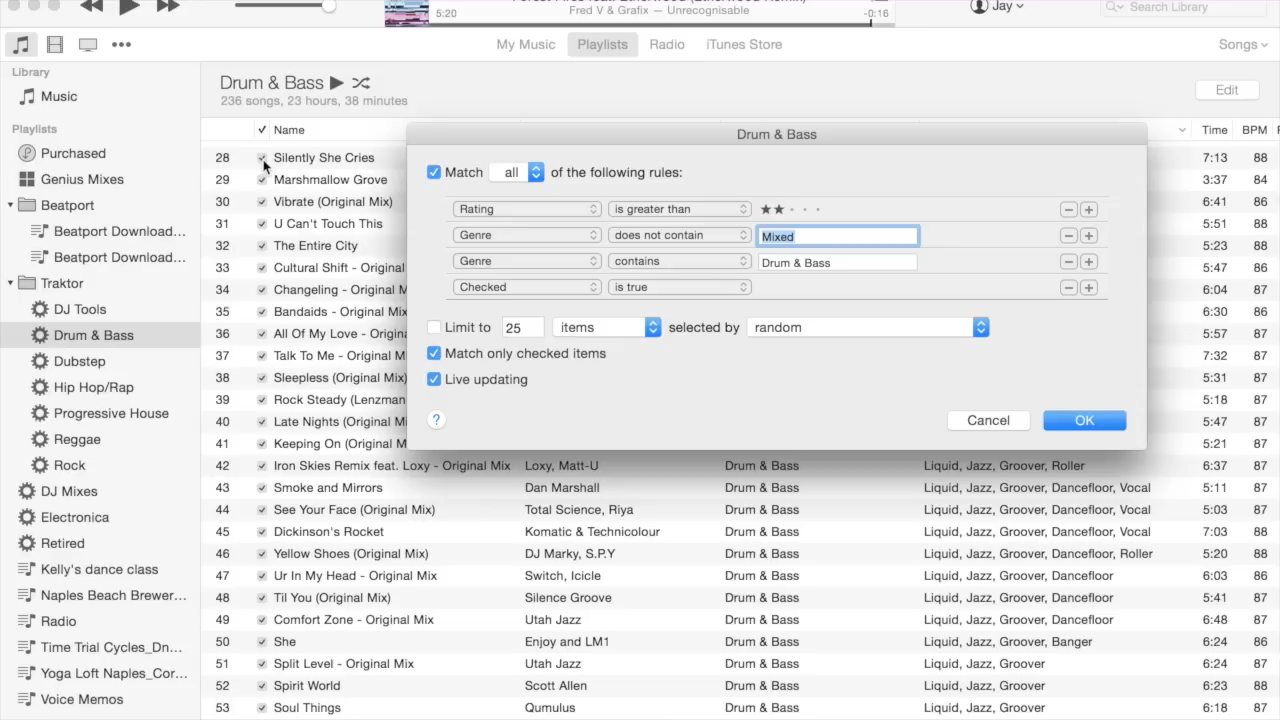 Forest Fires feat. Etherwood (Etherwood Remix)
5:20 Fred V & Grafix — Unrecognisable -0:16
Jay
Search Library
My Music Playlists Radio iTunes Store Songs
Library
Music
Playlists
Purchased
Genius Mixes
Beatport
Beatport Download...
Beatport Download...
Traktor
DJ Tools
Drum & Bass
Dubstep
Hip Hop/Rap
Progressive House
Reggae
Rock
DJ Mixes
Electronica
Retired
Kelly's dance class
Naples Beach Brewer...
Radio
Time Trial Cycles_Dn...
Yoga Loft Naples_Cor...
Voice Memos
Drum & Bass
236 songs, 23 hours, 38 minutes
Edit
Name Time BPM
28 Silently She Cries 7:13 88
29 Marshmallow Grove 3:37 84
30 Vibrate (Original Mix) 6:41 86
31 U Can't Touch This 5:51 87
32 The Entire City 5:23 88
33 Cultural Shift - Original 5:47 86
34 Changeling - Original M 6:04 87
35 Bandaids - Original Mix 6:30 86
36 All Of My Love - Original 5:54 87
37 Talk To Me - Original Mi 7:32 87
38 Sleepless (Original Mix) 5:31 87
39 Rock Steady (Lenzman 5:18 87
40 Late Nights (Original Mi 5:47 87
41 Keeping On (Original M 5:21 87
42 Iron Skies Remix feat. Loxy - Original Mix Loxy, Matt-U Drum & Bass Liquid, Jazz, Groover, Roller 6:37 87
43 Smoke and Mirrors Dan Marshall Drum & Bass Liquid, Jazz, Groover, Dancefloor, Vocal 5:11 87
44 See Your Face (Original Mix) Total Science, Riya Drum & Bass Liquid, Jazz, Groover, Dancefloor, Vocal 5:03 87
45 Dickinson's Rocket Komatic & Technicolour Drum & Bass Liquid, Jazz, Groover, Dancefloor, Vocal 7:03 88
46 Yellow Shoes (Original Mix) DJ Marky, S.P.Y Drum & Bass Liquid, Jazz, Groover, Dancefloor, Roller 5:20 88
47 Ur In My Head - Original Mix Switch, Icicle Drum & Bass Liquid, Jazz, Groover, Dancefloor 6:03 86
48 Til You (Original Mix) Silence Groove Drum & Bass Liquid, Jazz, Groover, Dancefloor 5:41 87
49 Comfort Zone - Original Mix Utah Jazz Drum & Bass Liquid, Jazz, Groover, Dancefloor 6:48 87
50 She Enjoy and LM1 Drum & Bass Liquid, Jazz, Groover, Banger 6:24 86
51 Split Level - Original Mix Utah Jazz Drum & Bass Liquid, Jazz, Groover 6:24 87
52 Spirit World Scott Allen Drum & Bass Liquid, Jazz, Groover 6:23 88
53 Soul Things Qumulus Drum & Bass Liquid, Jazz, Groover 6:18 87
Drum & Bass
Match all of the following rules:
Rating is greater than
Genre does not contain Mixed
Genre contains Drum & Bass
Checked is true
Limit to 25 items selected by random
Match only checked items
Live updating
? Cancel OK